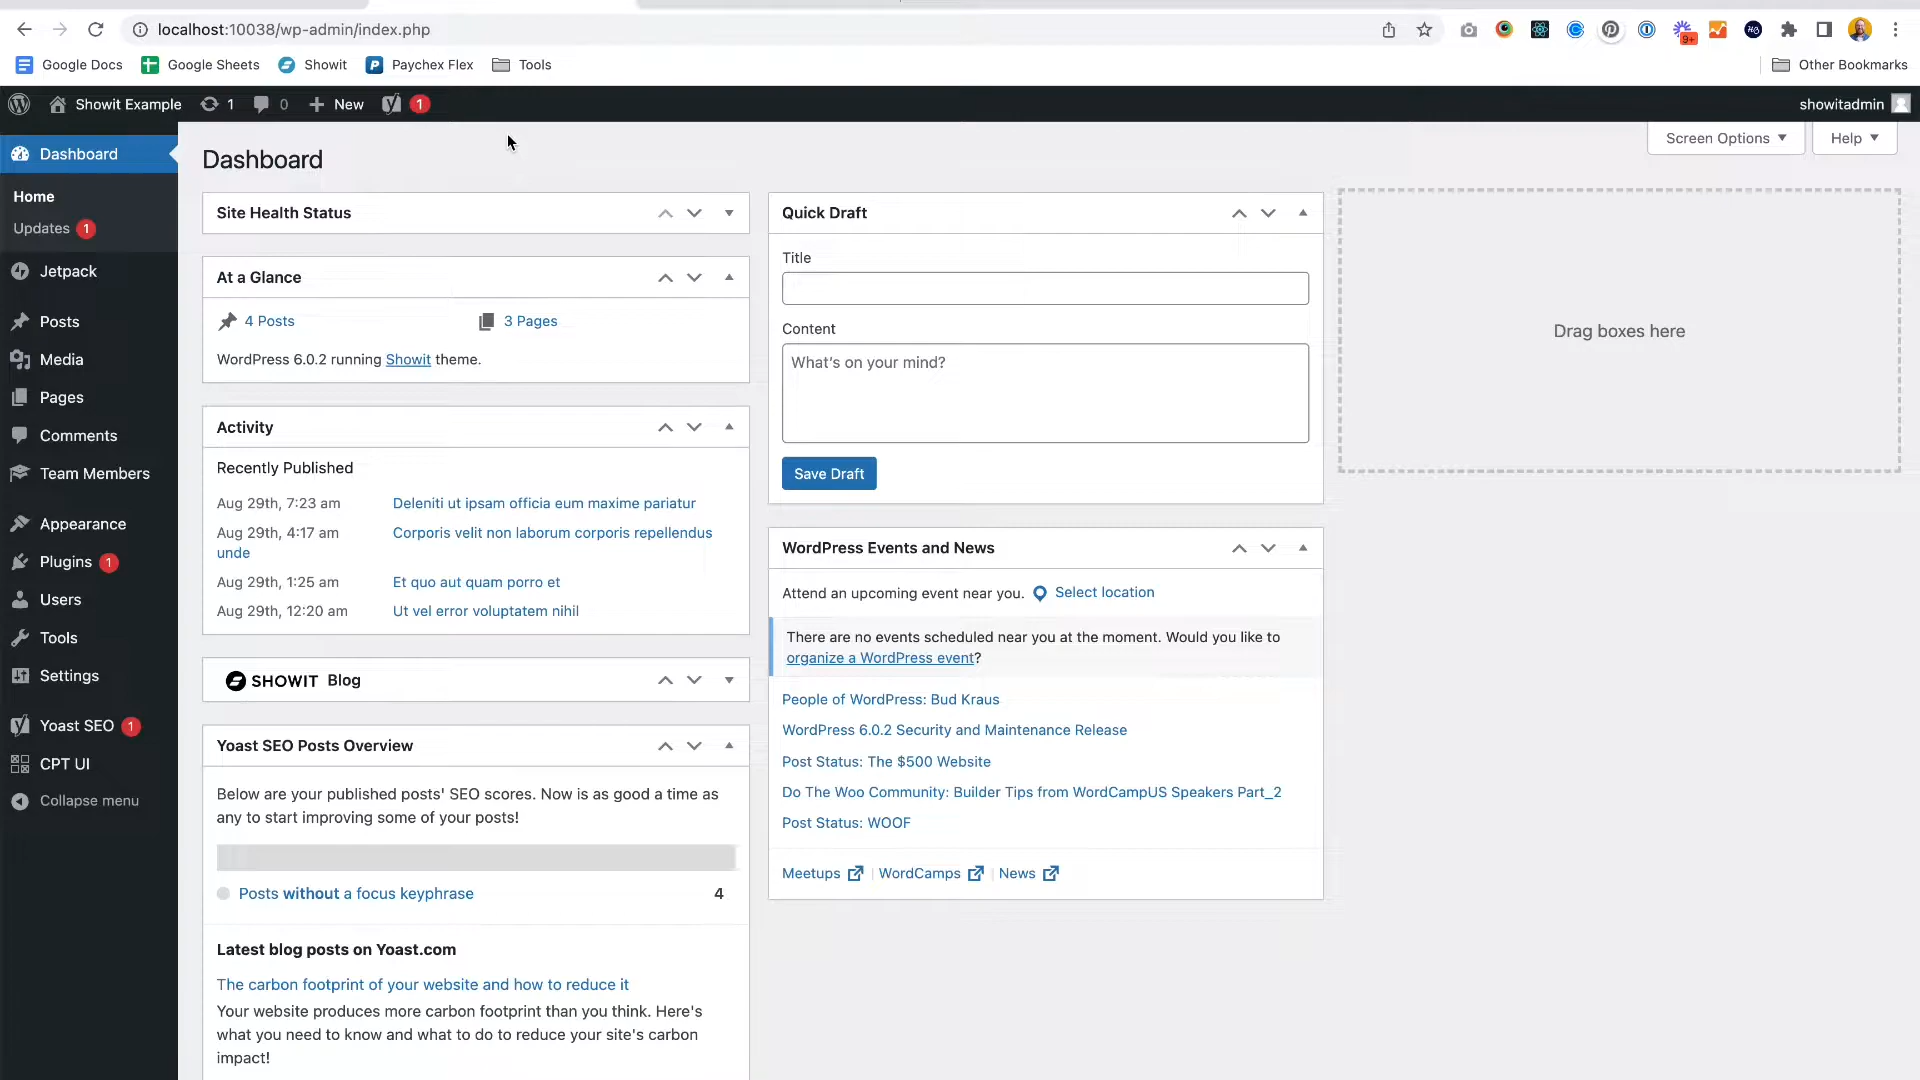 localhost:10038/wp-admin/index.php
9+
Google Docs
Google Sheets
Showit
Paychex Flex
Tools
Other Bookmarks
Showit Example
1
0
New
1
showitadmin
Dashboard
Home
Updates 1
Jetpack
Posts
Media
Pages
Comments
Team Members
Appearance
Plugins 1
Users
Tools
Settings
Yoast SEO 1
CPT UI
Collapse menu
Screen Options
Help
Dashboard
Site Health Status
At a Glance
4 Posts
3 Pages
WordPress 6.0.2 running Showit theme.
Activity
Recently Published
Aug 29th, 7:23 am Deleniti ut ipsam officia eum maxime pariatur
Aug 29th, 4:17 am Corporis velit non laborum corporis repellendus
unde
Aug 29th, 1:25 am Et quo aut quam porro et
Aug 29th, 12:20 am Ut vel error voluptatem nihil
SHOWIT Blog
Yoast SEO Posts Overview
Below are your published posts' SEO scores. Now is as good a time as
any to start improving some of your posts!
Posts without a focus keyphrase 4
Latest blog posts on Yoast.com
The carbon footprint of your website and how to reduce it
Your website produces more carbon footprint than you think. Here's
what you need to know and what to do to reduce your site's carbon
impact!
Quick Draft
Title
Content
What's on your mind?
Save Draft
WordPress Events and News
Attend an upcoming event near you. Select location
There are no events scheduled near you at the moment. Would you like to
organize a WordPress event?
People of WordPress: Bud Kraus
WordPress 6.0.2 Security and Maintenance Release
Post Status: The $500 Website
Do The Woo Community: Builder Tips from WordCampUS Speakers Part_2
Post Status: WOOF
Meetups | WordCamps | News
Drag boxes here